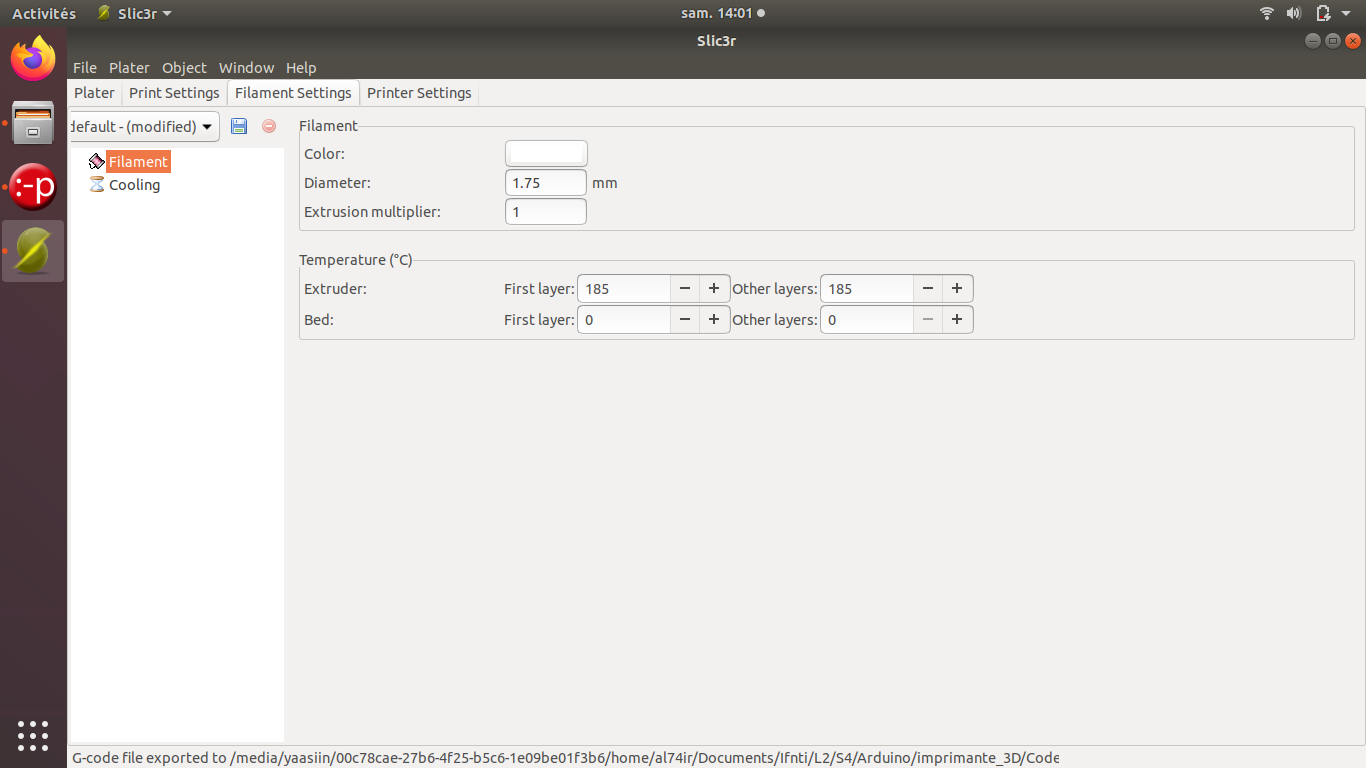 Activités Slic3r sam. 14:01
Slic3r
File Plater Object Window Help
Plater Print Settings Filament Settings Printer Settings
default - (modified)
Filament
Cooling
Filament
Color:
Diameter: 1.75 mm
Extrusion multiplier: 1
Temperature (°C)
Extruder: First layer: 185 − + Other layers: 185 − +
Bed: First layer: 0 − + Other layers: 0 − +
:-p
G-code file exported to /media/yaasiin/00c78cae-27b6-4f25-b5c6-1e09be01f3b6/home/al74ir/Documents/Ifnti/L2/S4/Arduino/imprimante_3D/Code